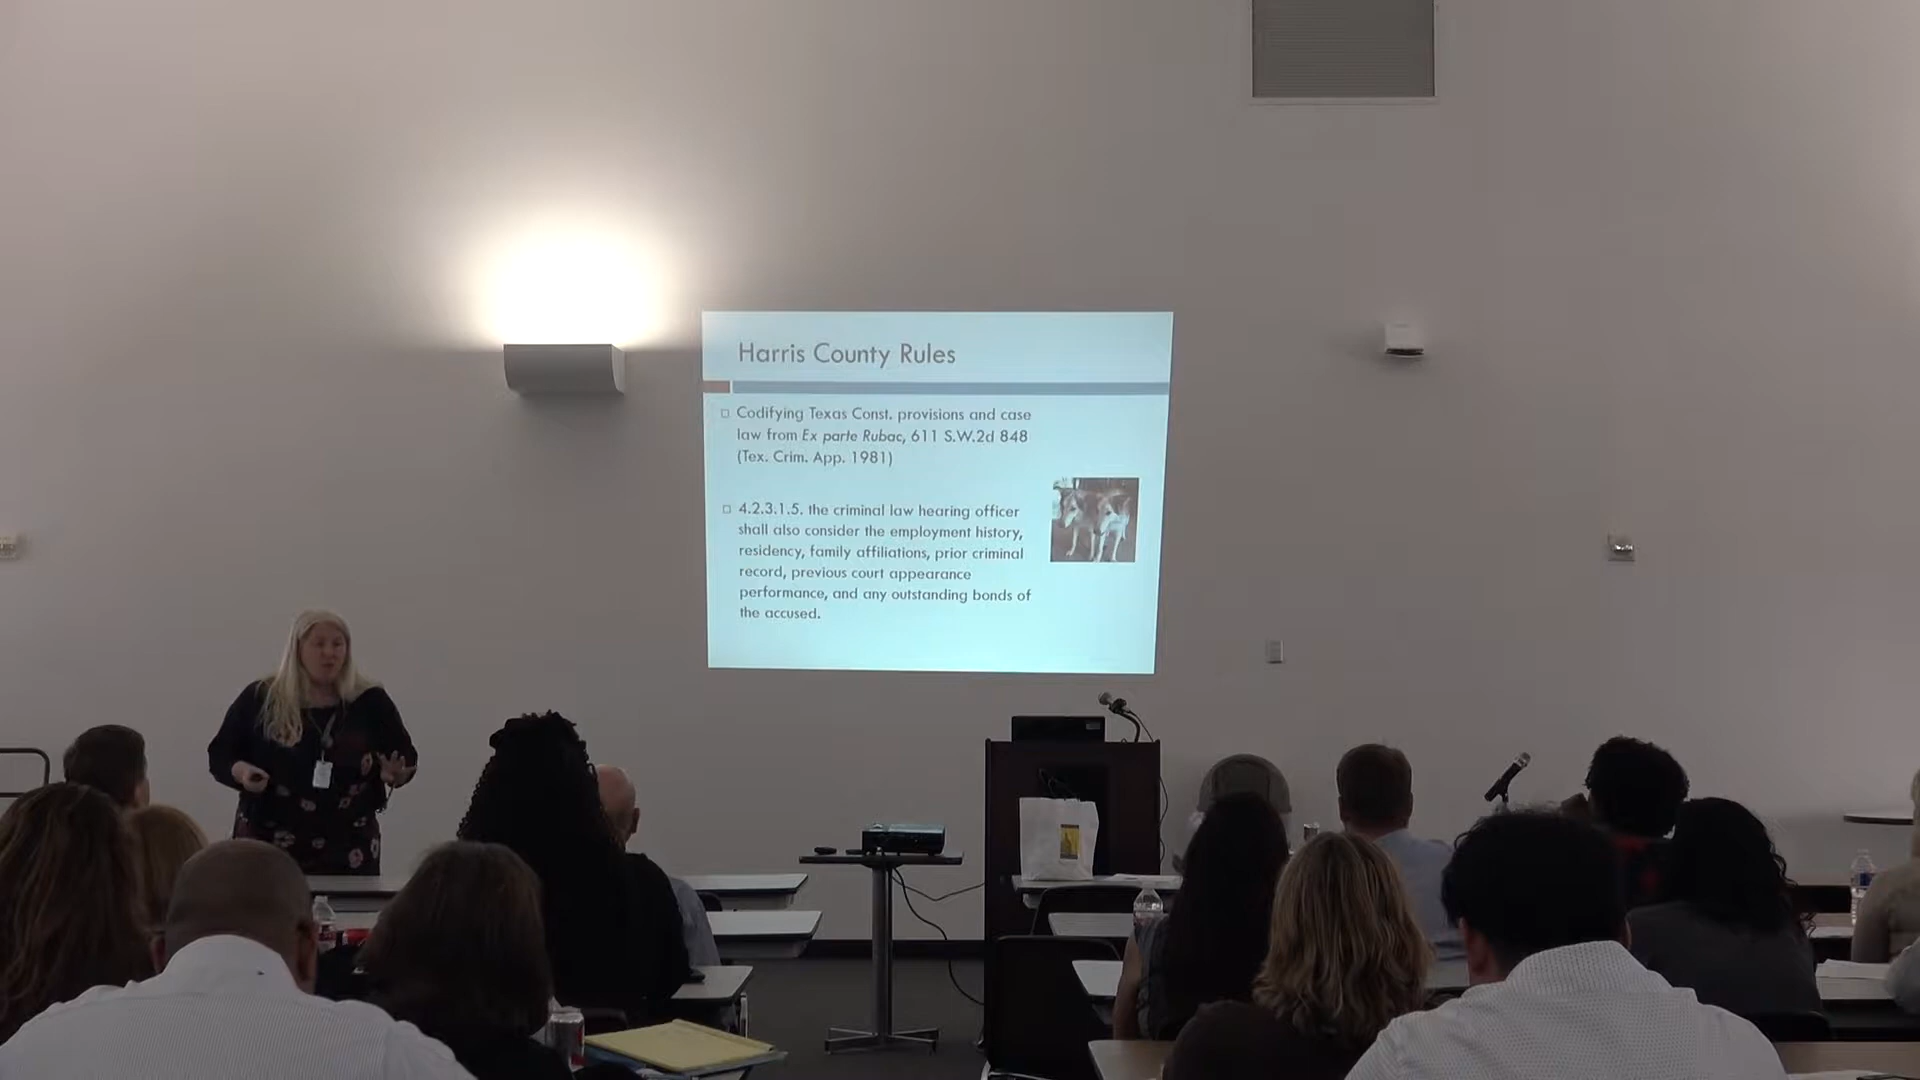 Harris County Rules
Codifying Texas Const. provisions and case
law from Ex parte Rubac, 611 S.W.2d 848
(Tex. Crim. App. 1981)
4.2.3.1.5. the criminal law hearing officer
shall also consider the employment history,
residency, family affiliations, prior criminal
record, previous court appearance
performance, and any outstanding bonds of
the accused.